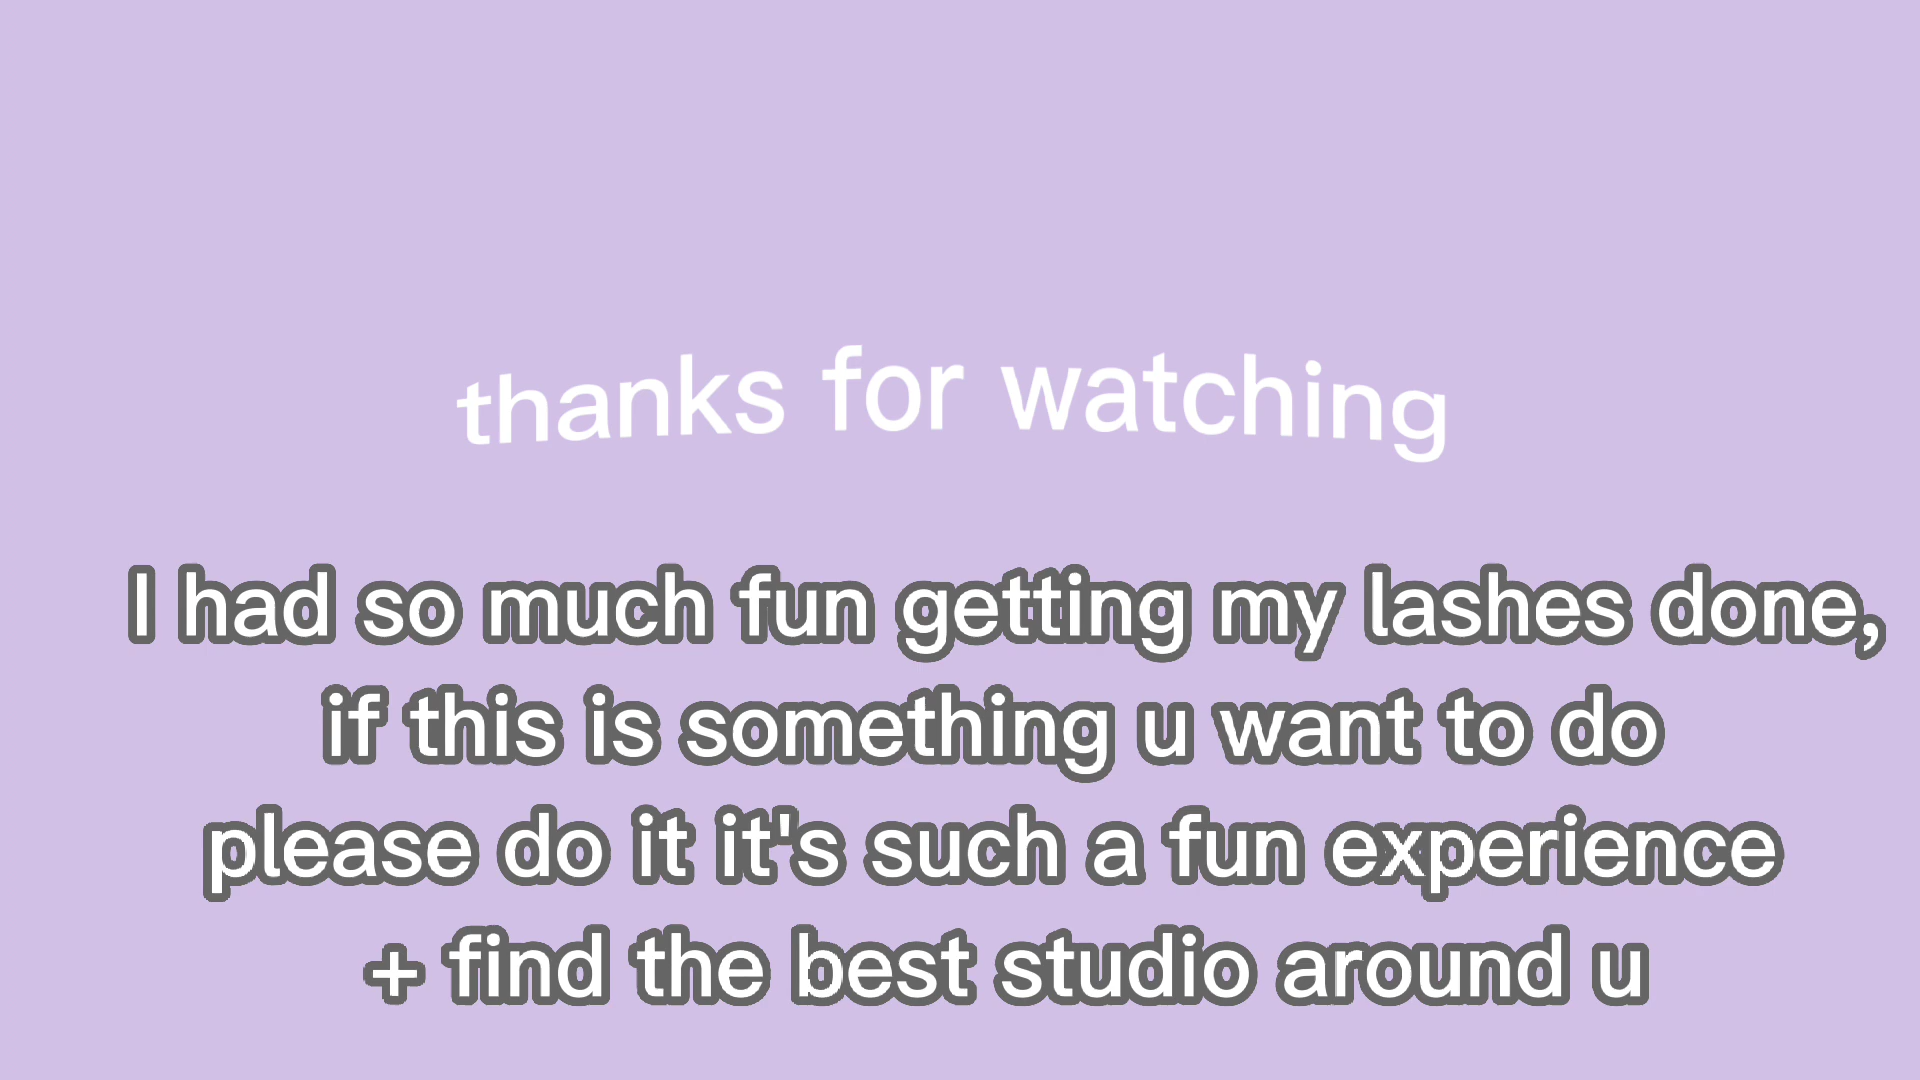 thanks for watching
I had so much fun getting my lashes done,
if this is something u want to do
please do it it's such a fun experience
+ find the best studio around u